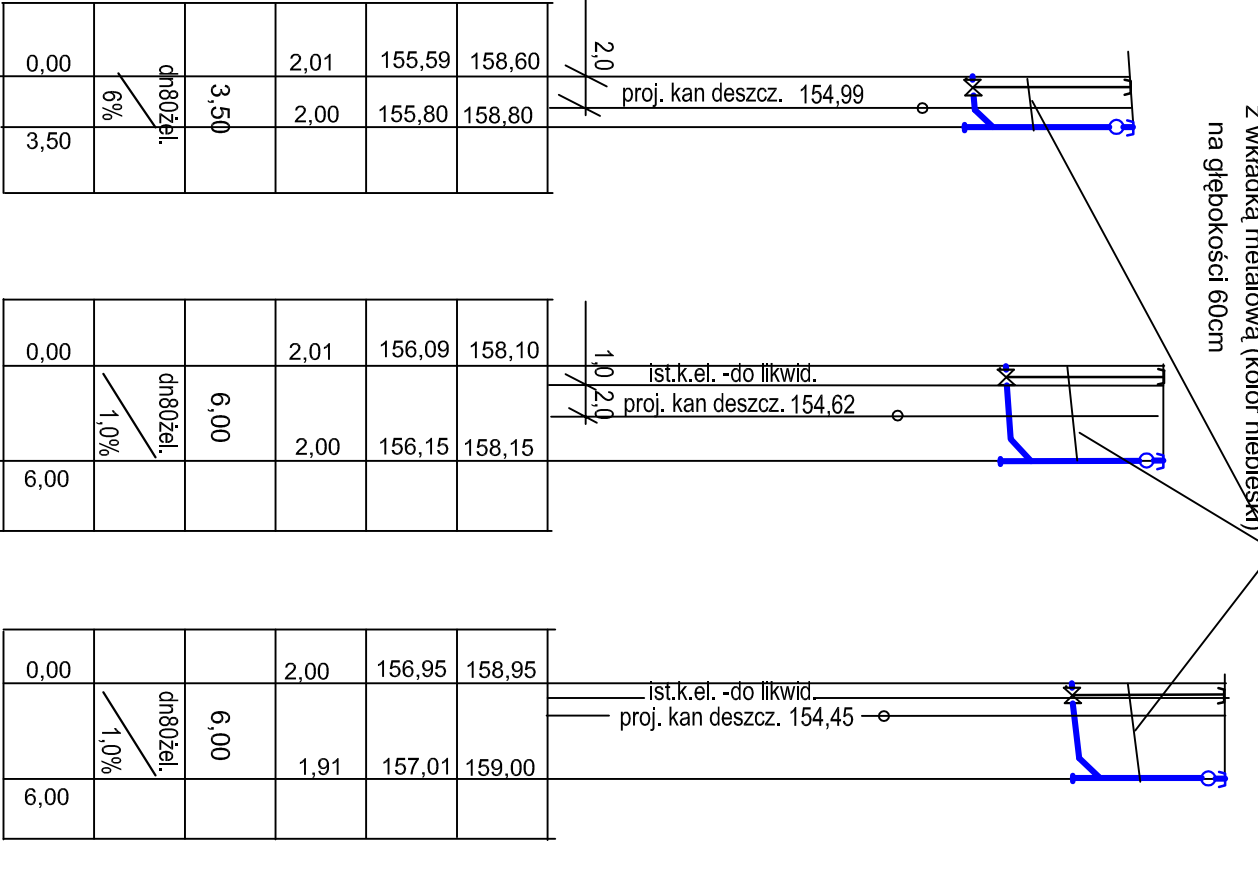 0,00 2,01 155,59 158,60
6% dn80żel. 3,50 2,00 155,80 158,80
3,50
2,0
proj. kan deszcz. 154,99
z wkładką metalową (kolor niebieski)
na głębokości 60cm
0,00 2,01 156,09 158,10
1,0% dn80żel. 6,00 2,00 156,15 158,15
6,00
1,0
2,0
ist.k.el. -do likwid.
proj. kan deszcz. 154,62
0,00 2,00 156,95 158,95
1,0% dn80żel. 6,00 1,91 157,01 159,00
6,00
ist.k.el. -do likwid.
proj. kan deszcz. 154,45